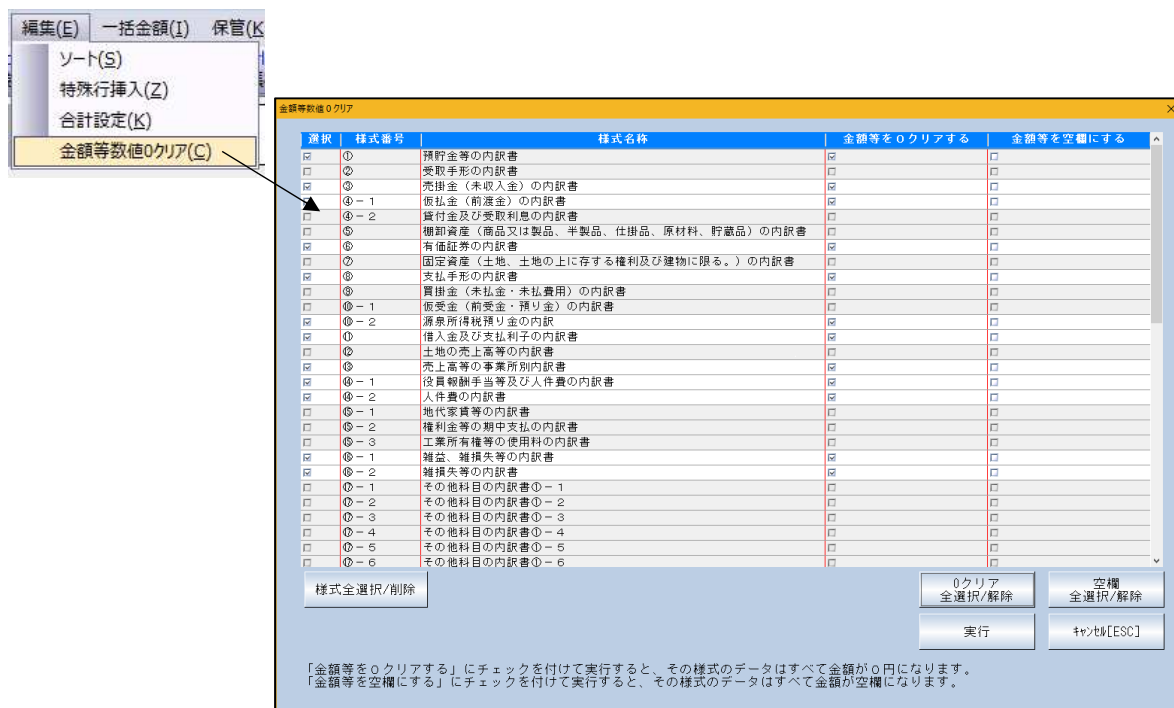 編集(E) 一括金額(I) 保管(K
ソート(S)
特殊行挿入(Z)
合計設定(K)
金額等数値0クリア(C)
金額等数値０クリア
選択 様式番号 様式名称 金額等を０クリアする 金額等を空欄にする
① 預貯金等の内訳書
② 受取手形の内訳書
③ 売掛金（未収入金）の内訳書
④－１ 仮払金（前渡金）の内訳書
④－２ 貸付金及び受取利息の内訳書
⑤ 棚卸資産（商品又は製品、半製品、仕掛品、原材料、貯蔵品）の内訳書
⑥ 有価証券の内訳書
⑦ 固定資産（土地、土地の上に存する権利及び建物に限る。）の内訳書
⑧ 支払手形の内訳書
⑨ 買掛金（未払金・未払費用）の内訳書
⑩－１ 仮受金（前受金・預り金）の内訳書
⑩－２ 源泉所得税預り金の内訳
⑪ 借入金及び支払利子の内訳書
⑫ 土地の売上高等の内訳書
⑬ 売上高等の事業所別内訳書
⑭－１ 役員報酬手当等及び人件費の内訳書
⑭－２ 人件費の内訳書
⑮－１ 地代家賃等の内訳書
⑮－２ 権利金等の期中支払の内訳書
⑮－３ 工業所有権等の使用料の内訳書
⑯－１ 雑益、雑損失等の内訳書
⑯－２ 雑損失等の内訳書
⑰－１ その他科目の内訳書①－１
⑰－２ その他科目の内訳書①－２
⑰－３ その他科目の内訳書①－３
⑰－４ その他科目の内訳書①－４
⑰－５ その他科目の内訳書①－５
⑰－６ その他科目の内訳書①－６
様式全選択/削除
0クリア
全選択/解除
空欄
全選択/解除
実行
ｷｬﾝｾﾙ[ESC]
「金額等を０クリアする」にチェックを付けて実行すると、その様式のデータはすべて金額が０円になります。
「金額等を空欄にする」にチェックを付けて実行すると、その様式のデータはすべて金額が空欄になります。